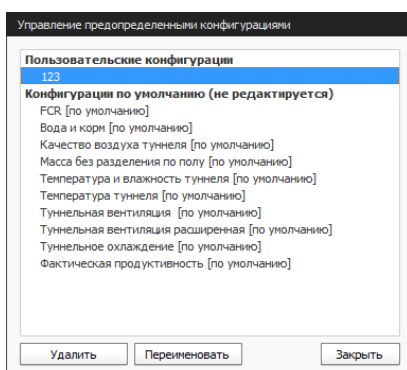 Управление предопределенными конфигурациями
Пользовательские конфигурации
123
Конфигурации по умолчанию (не редактируется)
FCR [по умолчанию]
Вода и корм [по умолчанию]
Качество воздуха туннеля [по умолчанию]
Масса без разделения по полу [по умолчанию]
Температура и влажность туннеля [по умолчанию]
Температура туннеля [по умолчанию]
Туннельная вентиляция [по умолчанию]
Туннельная вентиляция расширенная [по умолчанию]
Туннельное охлаждение [по умолчанию]
Фактическая продуктивность [по умолчанию]
Удалить Переименовать Закрыть